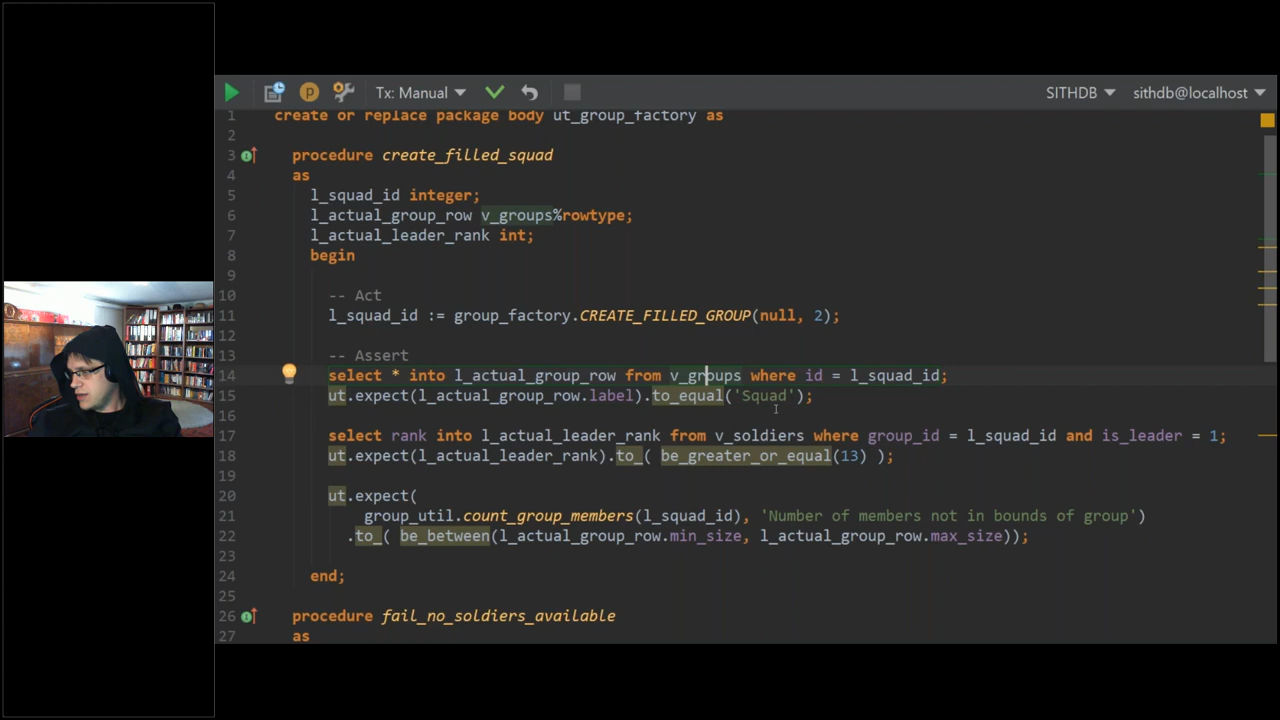 Tx: Manual SITHDB sithdb@localhost
1 create or replace package body ut_group_factory as
2
3 procedure create_filled_squad
4 as
5 l_squad_id integer;
6 l_actual_group_row v_groups%rowtype;
7 l_actual_leader_rank int;
8 begin
9
10 -- Act
11 l_squad_id := group_factory.CREATE_FILLED_GROUP(null, 2);
12
13 -- Assert
14 select * into l_actual_group_row from v_groups where id = l_squad_id;
15 ut.expect(l_actual_group_row.label).to_equal('Squad');
16
17 select rank into l_actual_leader_rank from v_soldiers where group_id = l_squad_id and is_leader = 1;
18 ut.expect(l_actual_leader_rank).to_( be_greater_or_equal(13) );
19
20 ut.expect(
21 group_util.count_group_members(l_squad_id), 'Number of members not in bounds of group')
22 .to_( be_between(l_actual_group_row.min_size, l_actual_group_row.max_size));
23
24 end;
25
26 procedure fail_no_soldiers_available
27 as